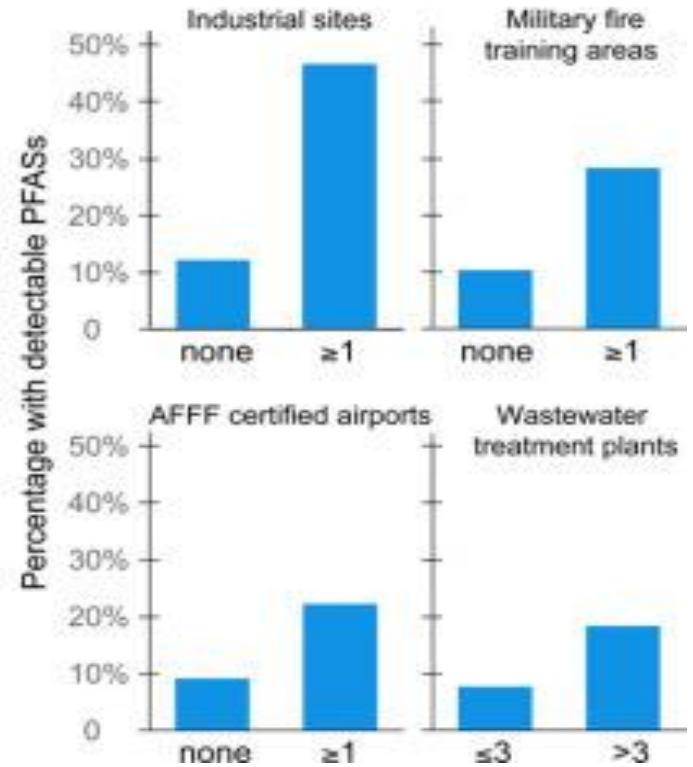 Industrial sites
Military fire
training areas
Percentage with detectable PFASs
50%
40%
30%
20%
10%
0
none
≥1
none
≥1
AFFF certified airports
Wastewater
treatment plants
50%
40%
30%
20%
10%
0
none
≥1
≤3
>3